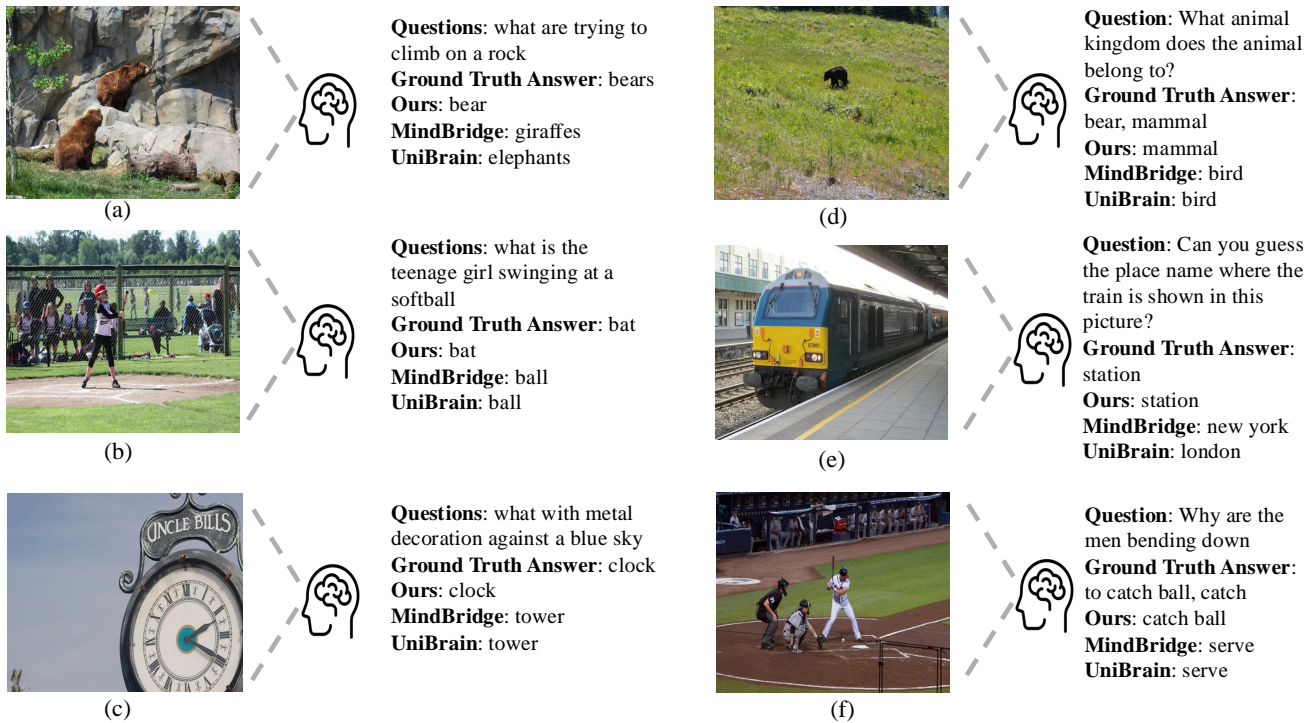 Questions: what are trying to
climb on a rock
Ground Truth Answer: bears
Ours: bear
MindBridge: giraffes
UniBrain: elephants
(a)
Questions: what is the
teenage girl swinging at a
softball
Ground Truth Answer: bat
Ours: bat
MindBridge: ball
UniBrain: ball
(b)
UNCLE BILLS
Questions: what with metal
decoration against a blue sky
Ground Truth Answer: clock
Ours: clock
MindBridge: tower
UniBrain: tower
(c)
Question: What animal
kingdom does the animal
belong to?
Ground Truth Answer:
bear, mammal
Ours: mammal
MindBridge: bird
UniBrain: bird
(d)
Question: Can you guess
the place name where the
train is shown in this
picture?
Ground Truth Answer:
station
Ours: station
MindBridge: new york
UniBrain: london
(e)
Question: Why are the
men bending down
Ground Truth Answer:
to catch ball, catch
Ours: catch ball
MindBridge: serve
UniBrain: serve
(f)